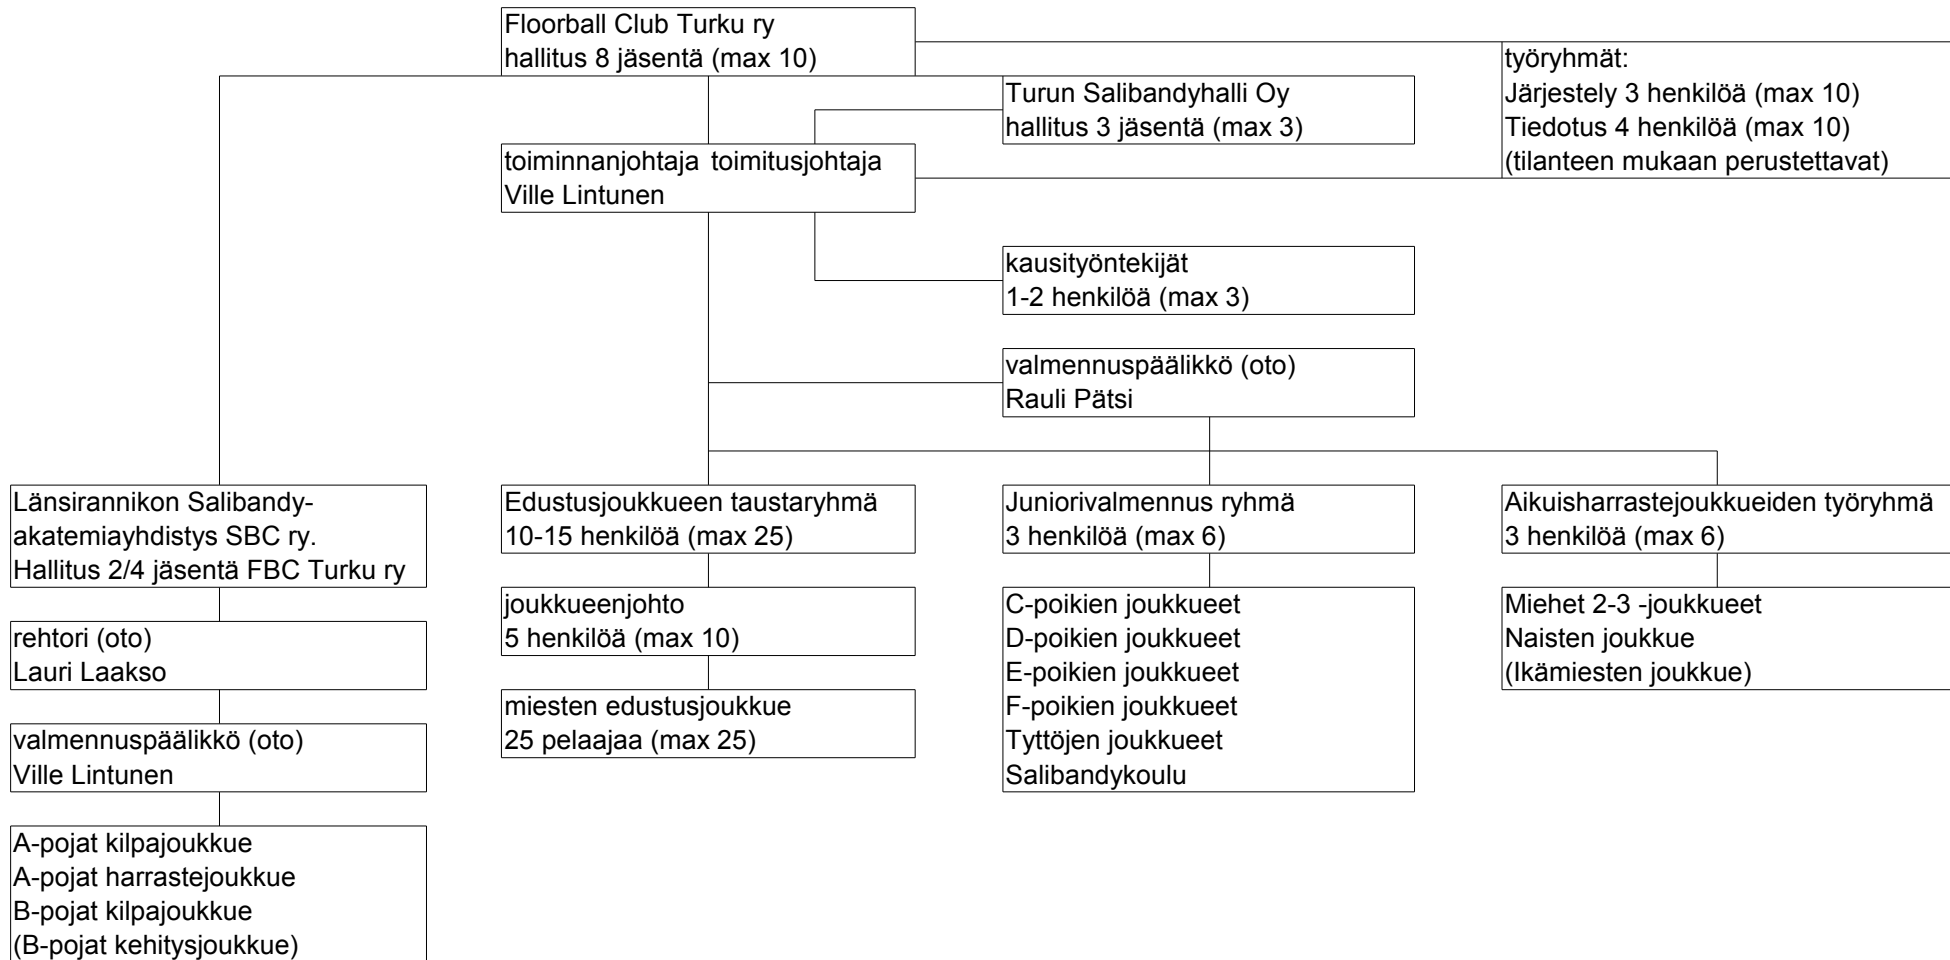 Floorball Club Turku ry
hallitus 8 jäsentä (max 10)
työryhmät:
Järjestely 3 henkilöä (max 10)
Tiedotus 4 henkilöä (max 10)
(tilanteen mukaan perustettavat)
Turun Salibandyhalli Oy
hallitus 3 jäsentä (max 3)
toiminnanjohtaja toimitusjohtaja
Ville Lintunen
kausityöntekijät
1-2 henkilöä (max 3)
valmennuspäälikkö (oto)
Rauli Pätsi
Länsirannikon Salibandy-
akatemiayhdistys SBC ry.
Hallitus 2/4 jäsentä FBC Turku ry
rehtori (oto)
Lauri Laakso
valmennuspäälikkö (oto)
Ville Lintunen
A-pojat kilpajoukkue
A-pojat harrastejoukkue
B-pojat kilpajoukkue
(B-pojat kehitysjoukkue)
Edustusjoukkueen taustaryhmä
10-15 henkilöä (max 25)
joukkueenjohto
5 henkilöä (max 10)
miesten edustusjoukkue
25 pelaajaa (max 25)
Juniorivalmennus ryhmä
3 henkilöä (max 6)
C-poikien joukkueet
D-poikien joukkueet
E-poikien joukkueet
F-poikien joukkueet
Tyttöjen joukkueet
Salibandykoulu
Aikuisharrastejoukkueiden työryhmä
3 henkilöä (max 6)
Miehet 2-3 -joukkueet
Naisten joukkue
(Ikämiesten joukkue)